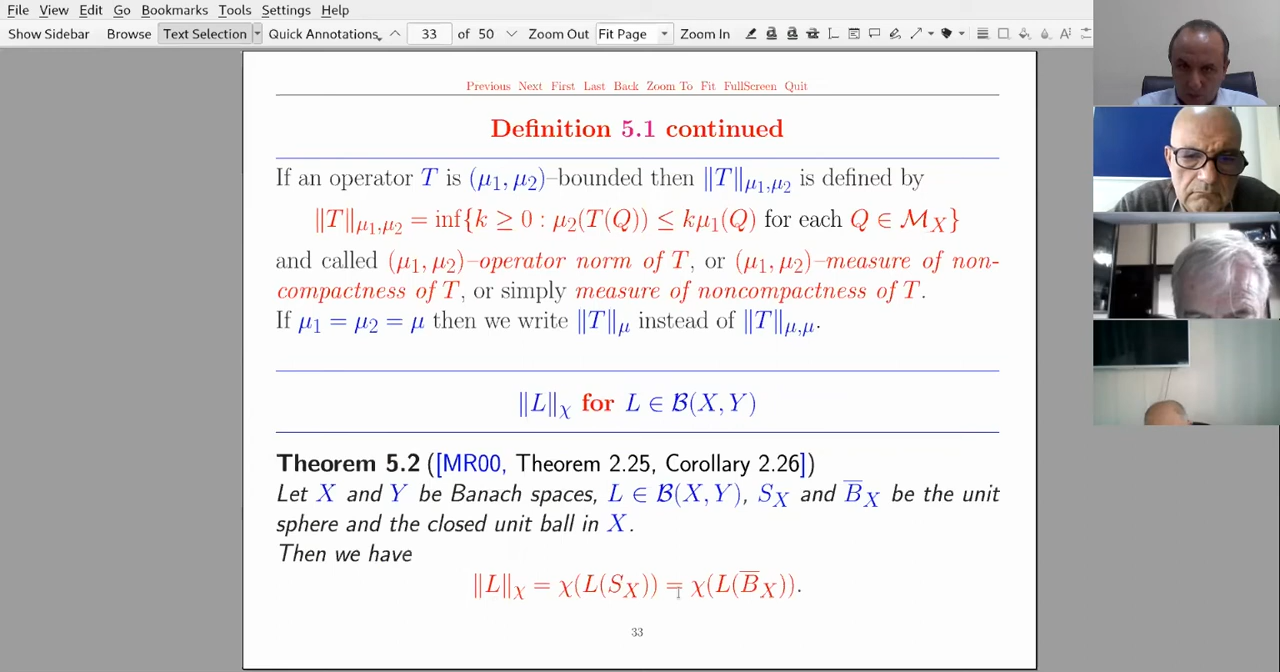 File View Edit Go Bookmarks Tools Settings Help
Show Sidebar Browse Text Selection Quick Annotations 33 of 50 Zoom Out Fit Page Zoom In
Previous Next First Last Back Zoom To Fit FullScreen Quit
Definition 5.1 continued
If an operator T is (μ₁, μ₂)–bounded then ‖T‖μ₁,μ₂ is defined by
‖T‖μ₁,μ₂ = inf{k ≥ 0 : μ₂(T(Q)) ≤ kμ₁(Q) for each Q ∈ 𝓜_X}
and called (μ₁, μ₂)–operator norm of T, or (μ₁, μ₂)–measure of non-
compactness of T, or simply measure of noncompactness of T.
If μ₁ = μ₂ = μ then we write ‖T‖μ instead of ‖T‖μ,μ.
‖L‖χ for L ∈ 𝓑(X, Y)
Theorem 5.2 ([MR00, Theorem 2.25, Corollary 2.26])
Let X and Y be Banach spaces, L ∈ 𝓑(X, Y), S_X and B̅_X be the unit
sphere and the closed unit ball in X.
Then we have
‖L‖χ = χ(L(S_X)) = χ(L(B̅_X)).
33